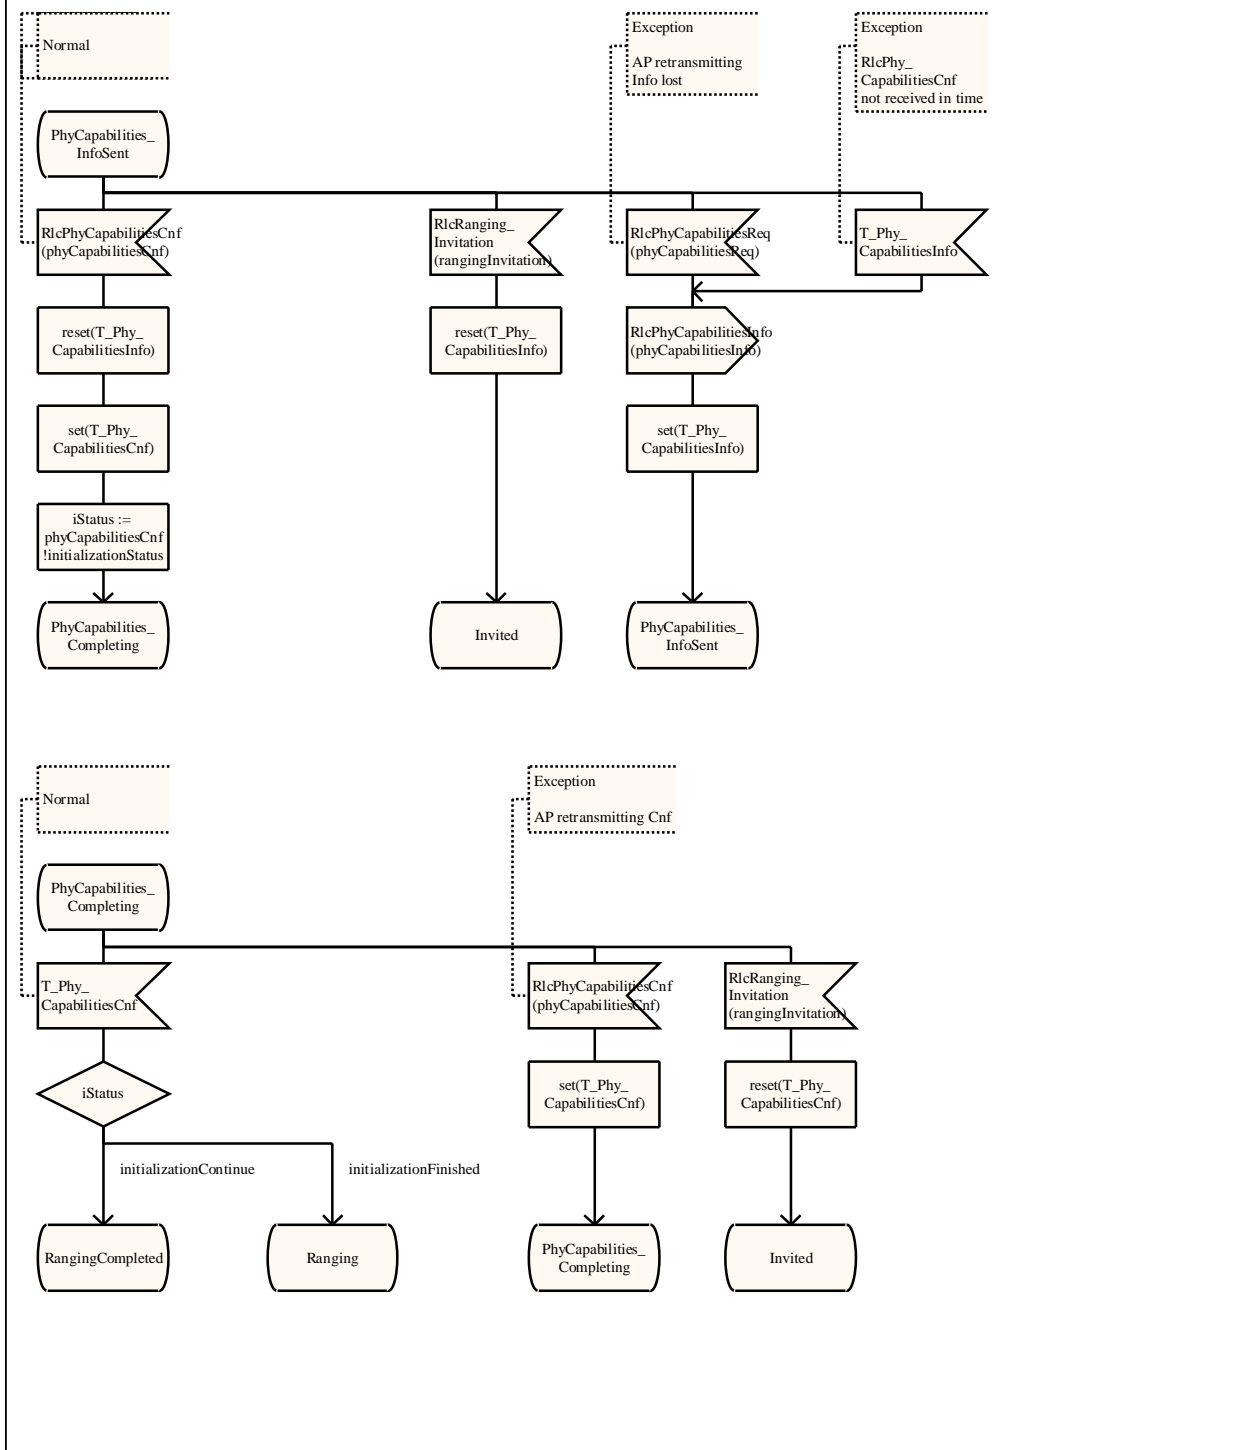 Normal
Exception
AP retransmitting
Info lost
Exception
RlcPhy_
CapabilitiesCnf
not received in time
PhyCapabilities_
InfoSent
RlcPhyCapabilitiesCnf
(phyCapabilitiesCnf)
RlcRanging_
Invitation
(rangingInvitation)
RlcPhyCapabilitiesReq
(phyCapabilitiesReq)
T_Phy_
CapabilitiesInfo
reset(T_Phy_
CapabilitiesInfo)
reset(T_Phy_
CapabilitiesInfo)
RlcPhyCapabilitiesInfo
(phyCapabilitiesInfo)
set(T_Phy_
CapabilitiesCnf)
set(T_Phy_
CapabilitiesInfo)
iStatus :=
phyCapabilitiesCnf
!initializationStatus
PhyCapabilities_
Completing
Invited
PhyCapabilities_
InfoSent
Normal
Exception
AP retransmitting Cnf
PhyCapabilities_
Completing
T_Phy_
CapabilitiesCnf
RlcPhyCapabilitiesCnf
(phyCapabilitiesCnf)
RlcRanging_
Invitation
(rangingInvitation)
iStatus
set(T_Phy_
CapabilitiesCnf)
reset(T_Phy_
CapabilitiesCnf)
initializationContinue
initializationFinished
RangingCompleted
Ranging
PhyCapabilities_
Completing
Invited